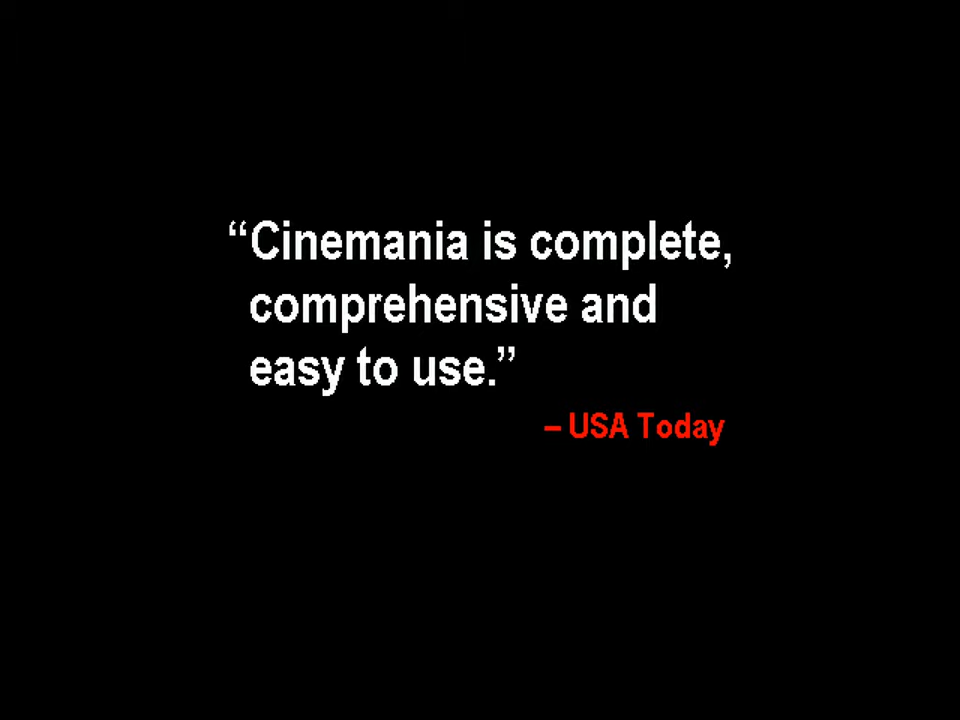 “Cinemania is complete,
comprehensive and
easy to use.”
– USA Today